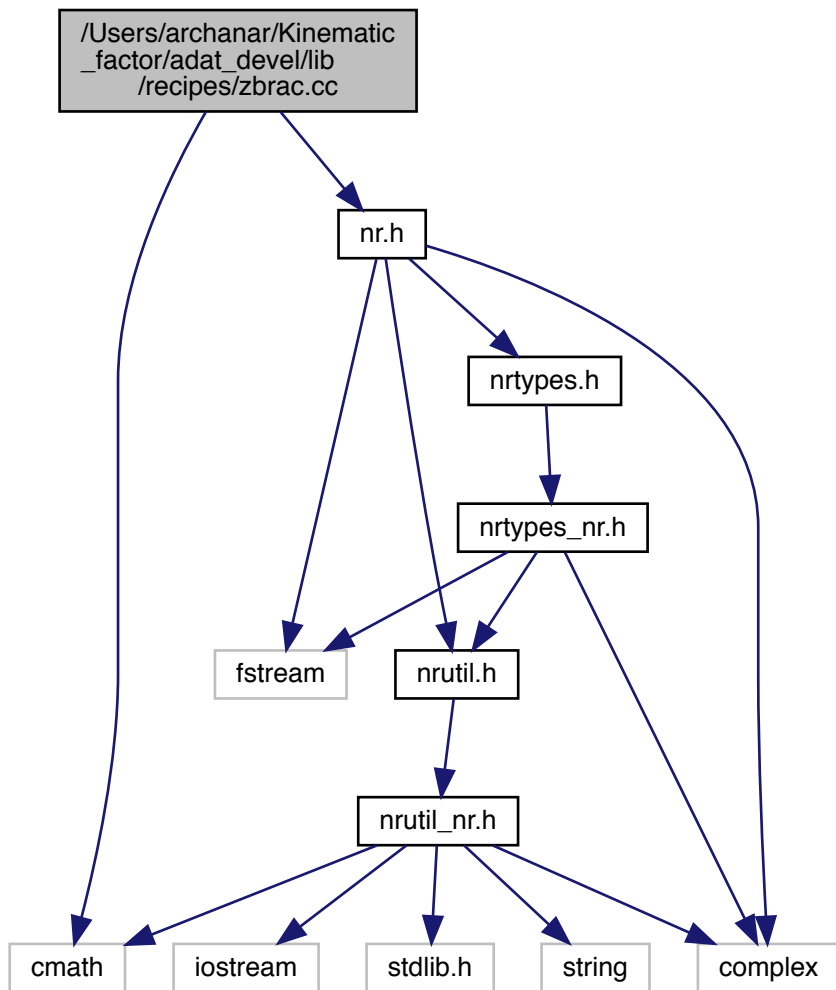 /Users/archanar/Kinematic
_factor/adat_devel/lib
/recipes/zbrac.cc
nr.h
nrtypes.h
nrtypes_nr.h
fstream
nrutil.h
nrutil_nr.h
cmath
iostream
stdlib.h
string
complex